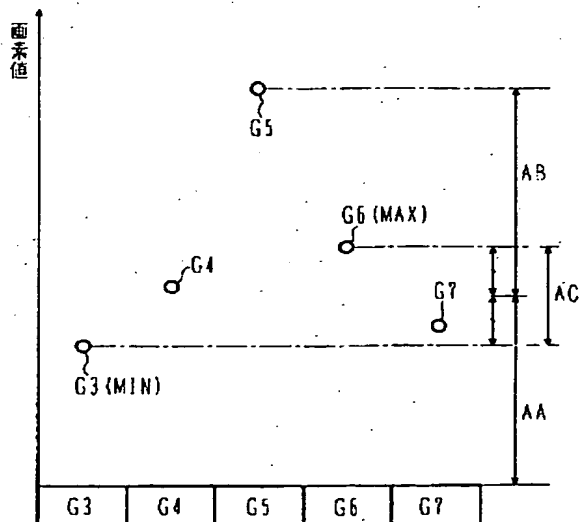 画素値
G5
AB
G6(MAX)
G4
G7
AC
G3(MIN)
AA
G3 G4 G5 G6 G7